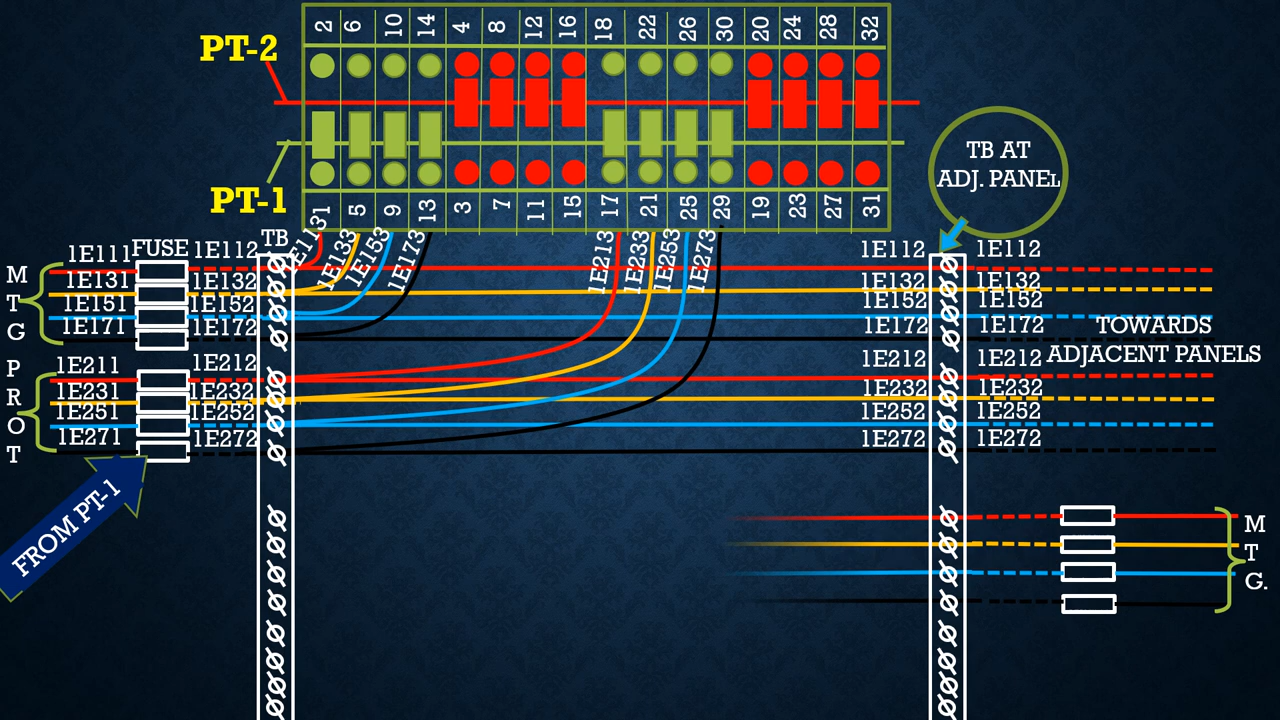 2 6 10 14 4 8 12 16 18 22 26 30 20 24 28 32
PT-2
PT-1
1 5 9 13 3 7 11 15 17 21 25 29 19 23 27 31
TB AT
ADJ. PANEL
1E113 1E133 1E153 1E173 1E213 1E233 1E253 1E273
FUSE
TB
M
T
G
1E111 1E112 1E112 1E112
1E131 1E132 1E132 1E132
1E151 1E152 1E152 1E152
1E171 1E172 1E172 1E172
TOWARDS
ADJACENT PANELS
P
R
O
T
1E211 1E212 1E212 1E212
1E231 1E232 1E232 1E232
1E251 1E252 1E252 1E252
1E271 1E272 1E272 1E272
FROM PT-1
M
T
G.